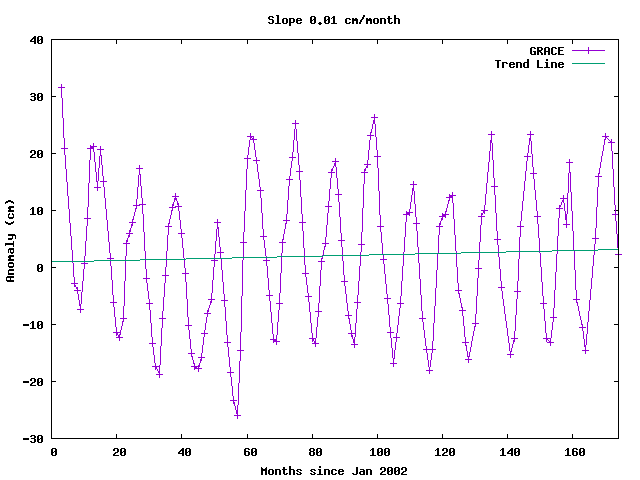 Slope 0.01 cm/month
40
30
20
10
0
-10
-20
-30
Anomaly (cm)
GRACE
Trend Line
0 20 40 60 80 100 120 140 160
Months since Jan 2002